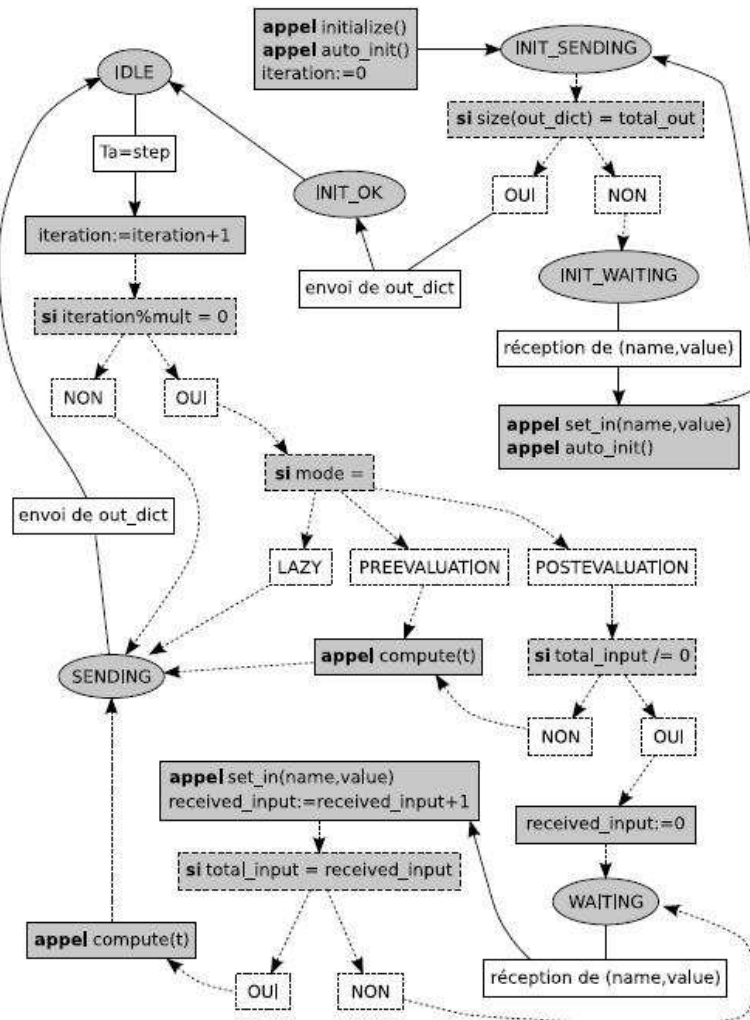 appel initialize()
appel auto_init()
iteration:=0
INIT_SENDING
IDLE
si size(out_dict) = total_out
Ta=step
INIT_OK
OUI
NON
iteration:=iteration+1
INIT_WAITING
envoi de out_dict
si iteration%mult = 0
réception de (name,value)
NON
OUI
appel set_in(name,value)
appel auto_init()
si mode =
envoi de out_dict
LAZY
PREEVALUATION
POSTEVALUATION
SENDING
appel compute(t)
si total_input /= 0
NON
OUI
appel set_in(name,value)
received_input:=received_input+1
received_input:=0
si total_input = received_input
WAITING
appel compute(t)
OUI
NON
réception de (name,value)